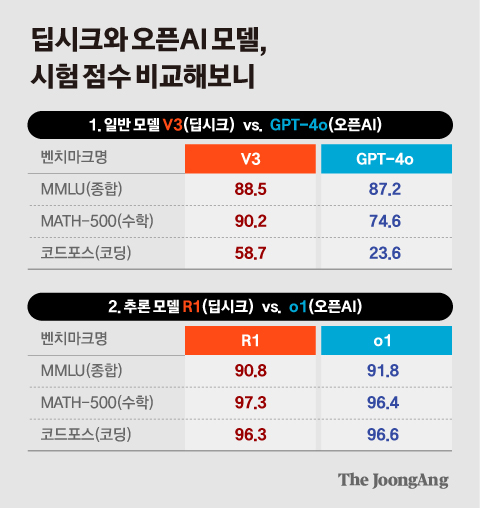 딥시크와 오픈AI 모델,
시험 점수 비교해보니
1. 일반 모델 V3(딥시크) vs. GPT-4o(오픈AI)
벤치마크명 V3 GPT-4o
MMLU(종합) 88.5 87.2
MATH-500(수학) 90.2 74.6
코드포스(코딩) 58.7 23.6
2. 추론 모델 R1(딥시크) vs. o1(오픈AI)
벤치마크명 R1 o1
MMLU(종합) 90.8 91.8
MATH-500(수학) 97.3 96.4
코드포스(코딩) 96.3 96.6
The JoongAng